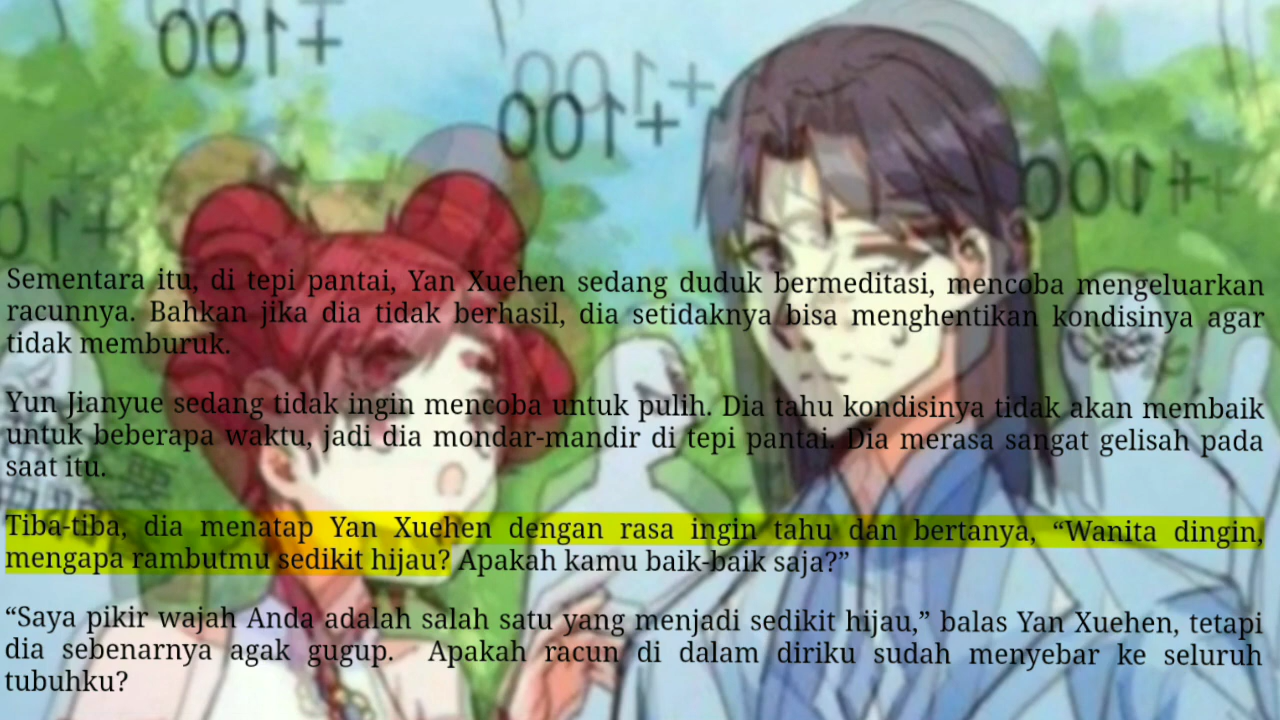 +100
+100
+100
+100
+10
Sementara itu, di tepi pantai, Yan Xuehen sedang duduk bermeditasi, mencoba mengeluarkan
racunnya. Bahkan jika dia tidak berhasil, dia setidaknya bisa menghentikan kondisinya agar
tidak memburuk.
Yun Jianyue sedang tidak ingin mencoba untuk pulih. Dia tahu kondisinya tidak akan membaik
untuk beberapa waktu, jadi dia mondar-mandir di tepi pantai. Dia merasa sangat gelisah pada
saat itu.
Tiba-tiba, dia menatap Yan Xuehen dengan rasa ingin tahu dan bertanya, “Wanita dingin,
mengapa rambutmu sedikit hijau? Apakah kamu baik-baik saja?”
“Saya pikir wajah Anda adalah salah satu yang menjadi sedikit hijau,” balas Yan Xuehen, tetapi
dia sebenarnya agak gugup. Apakah racun di dalam diriku sudah menyebar ke seluruh
tubuhku?